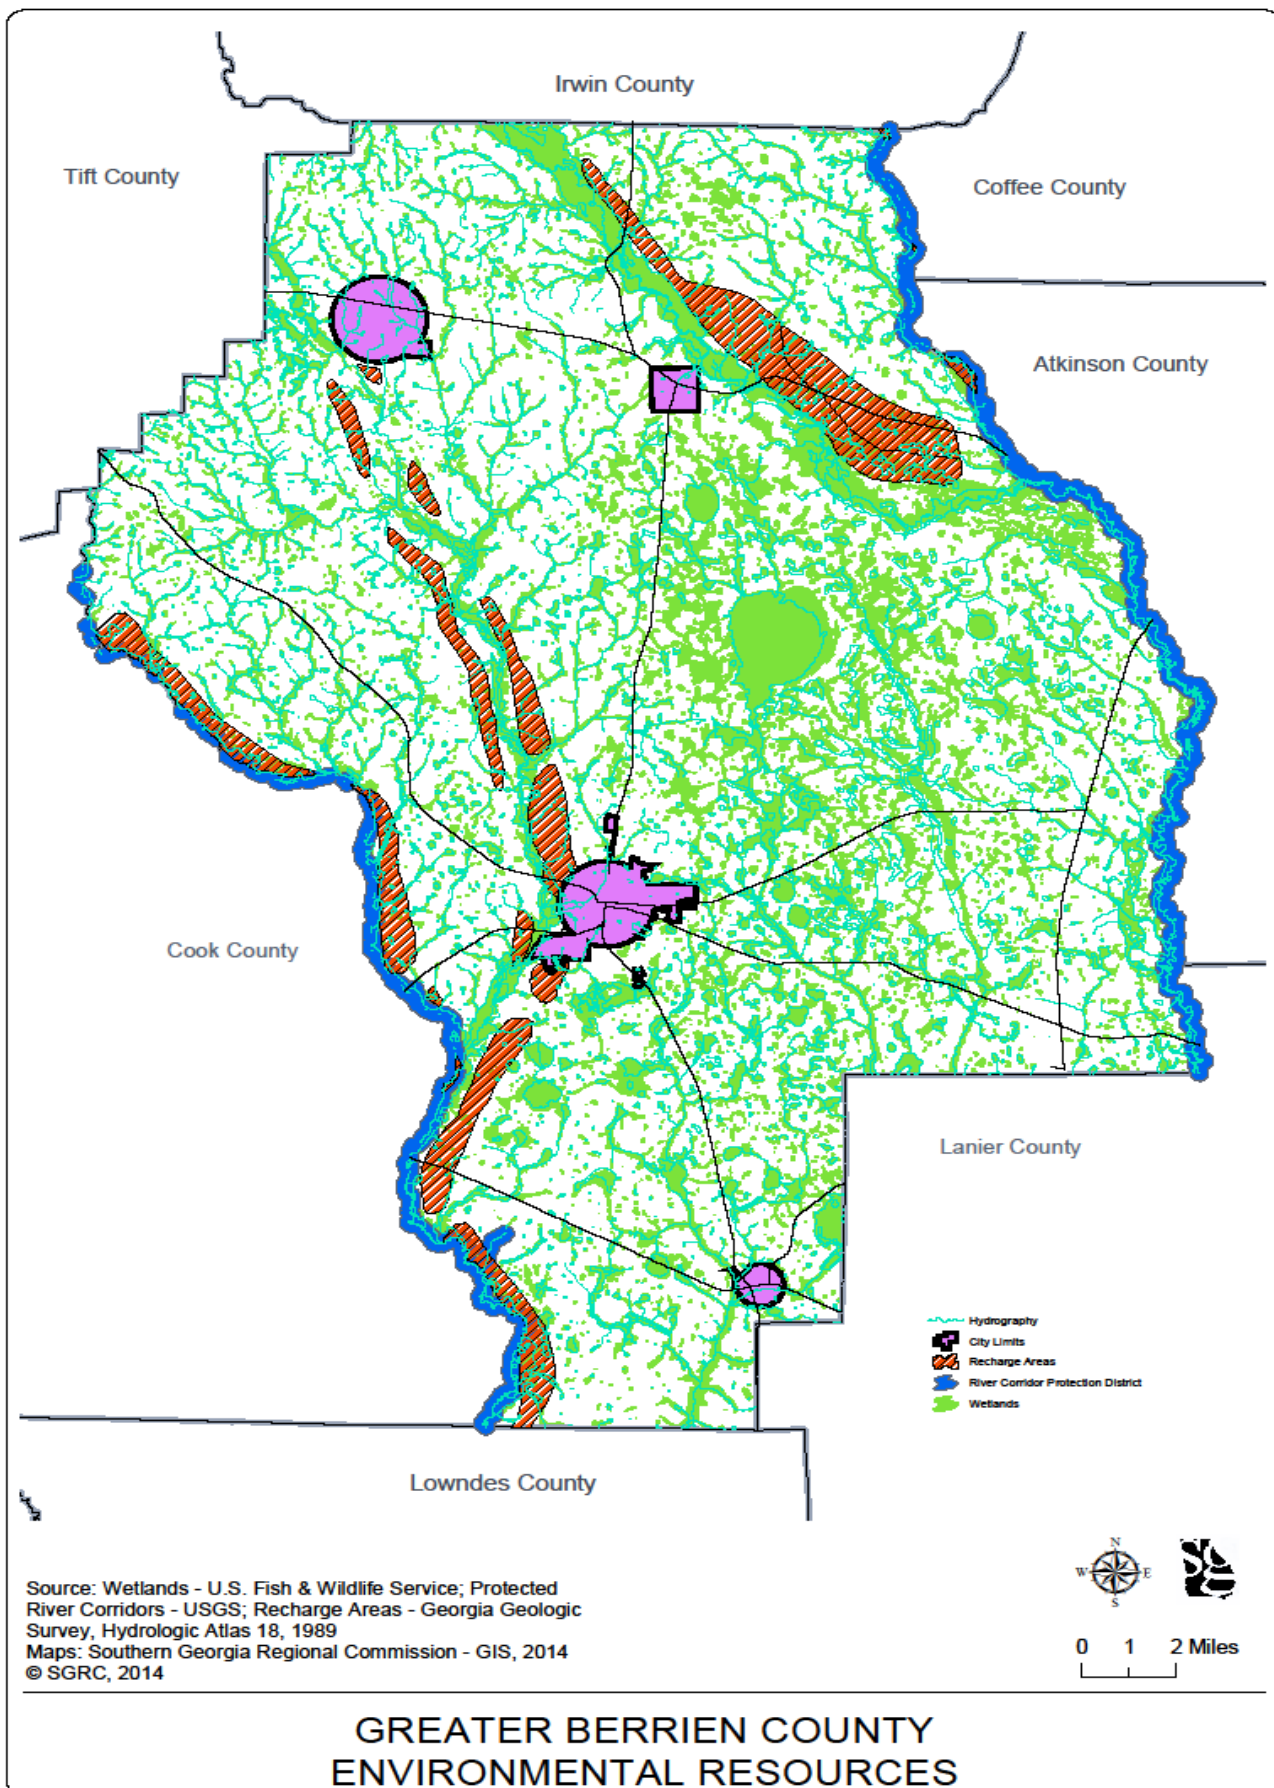 Irwin County
Tift County
Coffee County
Atkinson County
Cook County
Lanier County
Hydrography
City Limits
Recharge Areas
River Corridor Protection District
Wetlands
Lowndes County
N
W E
S
Source: Wetlands - U.S. Fish & Wildlife Service; Protected
River Corridors - USGS; Recharge Areas - Georgia Geologic
Survey, Hydrologic Atlas 18, 1989
Maps: Southern Georgia Regional Commission - GIS, 2014
© SGRC, 2014
0 1 2 Miles
GREATER BERRIEN COUNTY
ENVIRONMENTAL RESOURCES